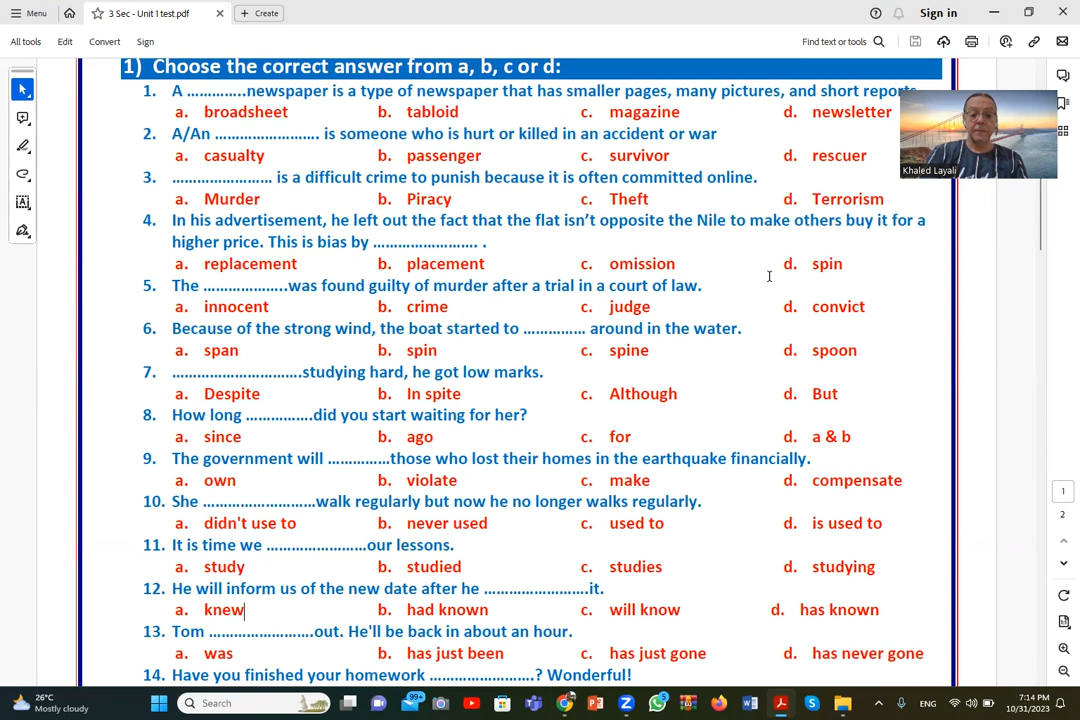 Menu
3 Sec - Unit 1 test.pdf
Create
Sign in
All tools
Edit
Convert
Sign
Find text or tools
1) Choose the correct answer from a, b, c or d:
1. A …………..newspaper is a type of newspaper that has smaller pages, many pictures, and short reports
a. broadsheet b. tabloid c. magazine d. newsletter
2. A/An ……………………. is someone who is hurt or killed in an accident or war
a. casualty b. passenger c. survivor d. rescuer
3. …………………… is a difficult crime to punish because it is often committed online.
a. Murder b. Piracy c. Theft d. Terrorism
4. In his advertisement, he left out the fact that the flat isn't opposite the Nile to make others buy it for a
higher price. This is bias by ……………………. .
a. replacement b. placement c. omission d. spin
5. The ………………..was found guilty of murder after a trial in a court of law.
a. innocent b. crime c. judge d. convict
6. Because of the strong wind, the boat started to …………… around in the water.
a. span b. spin c. spine d. spoon
7. ………………………….studying hard, he got low marks.
a. Despite b. In spite c. Although d. But
8. How long …………….did you start waiting for her?
a. since b. ago c. for d. a & b
9. The government will ……………those who lost their homes in the earthquake financially.
a. own b. violate c. make d. compensate
10. She ………………………walk regularly but now he no longer walks regularly.
a. didn't use to b. never used c. used to d. is used to
11. It is time we ……………………our lessons.
a. study b. studied c. studies d. studying
12. He will inform us of the new date after he …………………….it.
a. knew b. had known c. will know d. has known
13. Tom …………………….out. He'll be back in about an hour.
a. was b. has just been c. has just gone d. has never gone
14. Have you finished your homework …………………….? Wonderful!
Khaled Layali
1
2
26°C
Mostly cloudy
Search
99+
5
ENG
7:14 PM
10/31/2023